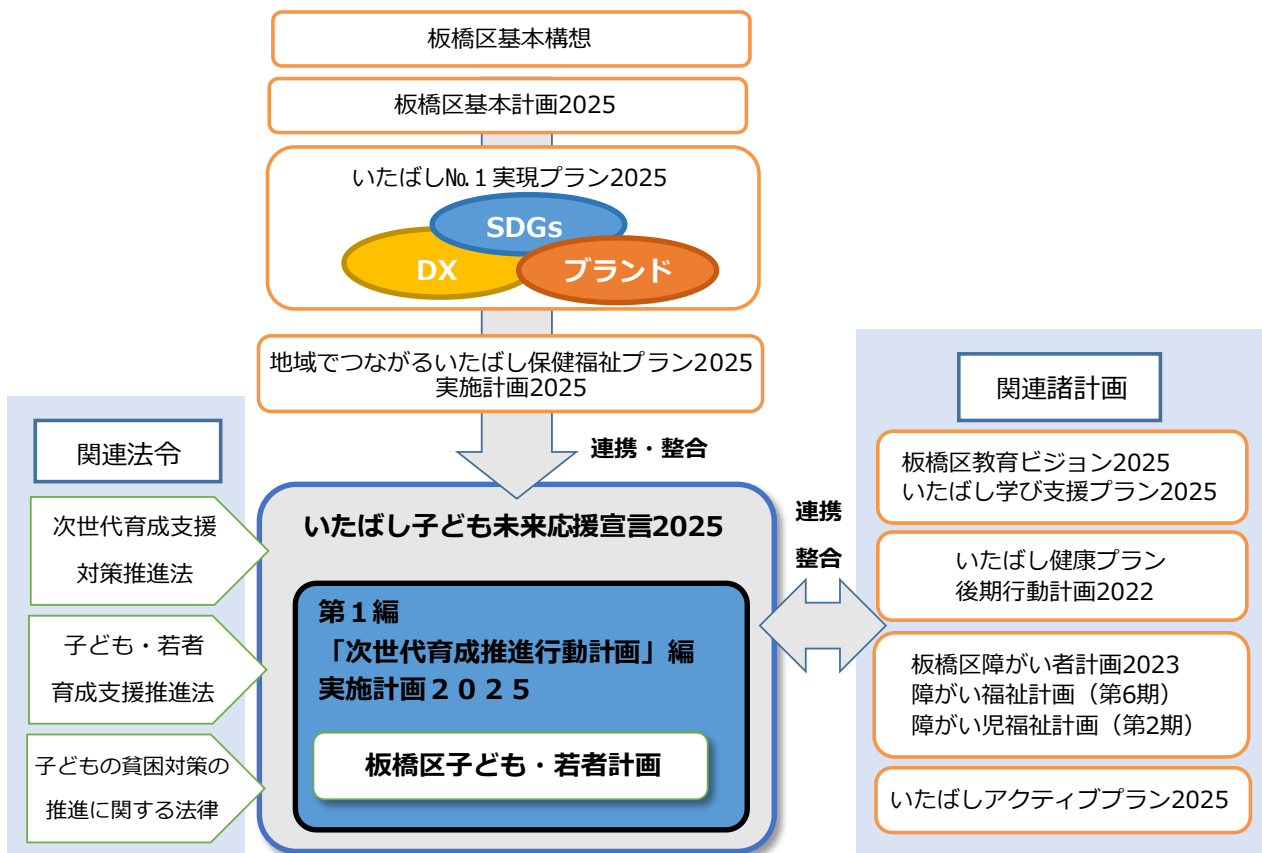 板橋区基本構想
板橋区基本計画2025
いたばし№１実現プラン2025
SDGs
DX
ブランド
地域でつながるいたばし保健福祉プラン2025
実施計画2025
連携・整合
関連法令
次世代育成支援
対策推進法
子ども・若者
育成支援推進法
子どもの貧困対策の
推進に関する法律
いたばし子ども未来応援宣言2025
第１編
「次世代育成推進行動計画」編
実施計画２０２５
板橋区子ども・若者計画
連携
整合
関連諸計画
板橋区教育ビジョン2025
いたばし学び支援プラン2025
いたばし健康プラン
後期行動計画2022
板橋区障がい者計画2023
障がい福祉計画（第6期）
障がい児福祉計画（第2期）
いたばしアクティブプラン2025